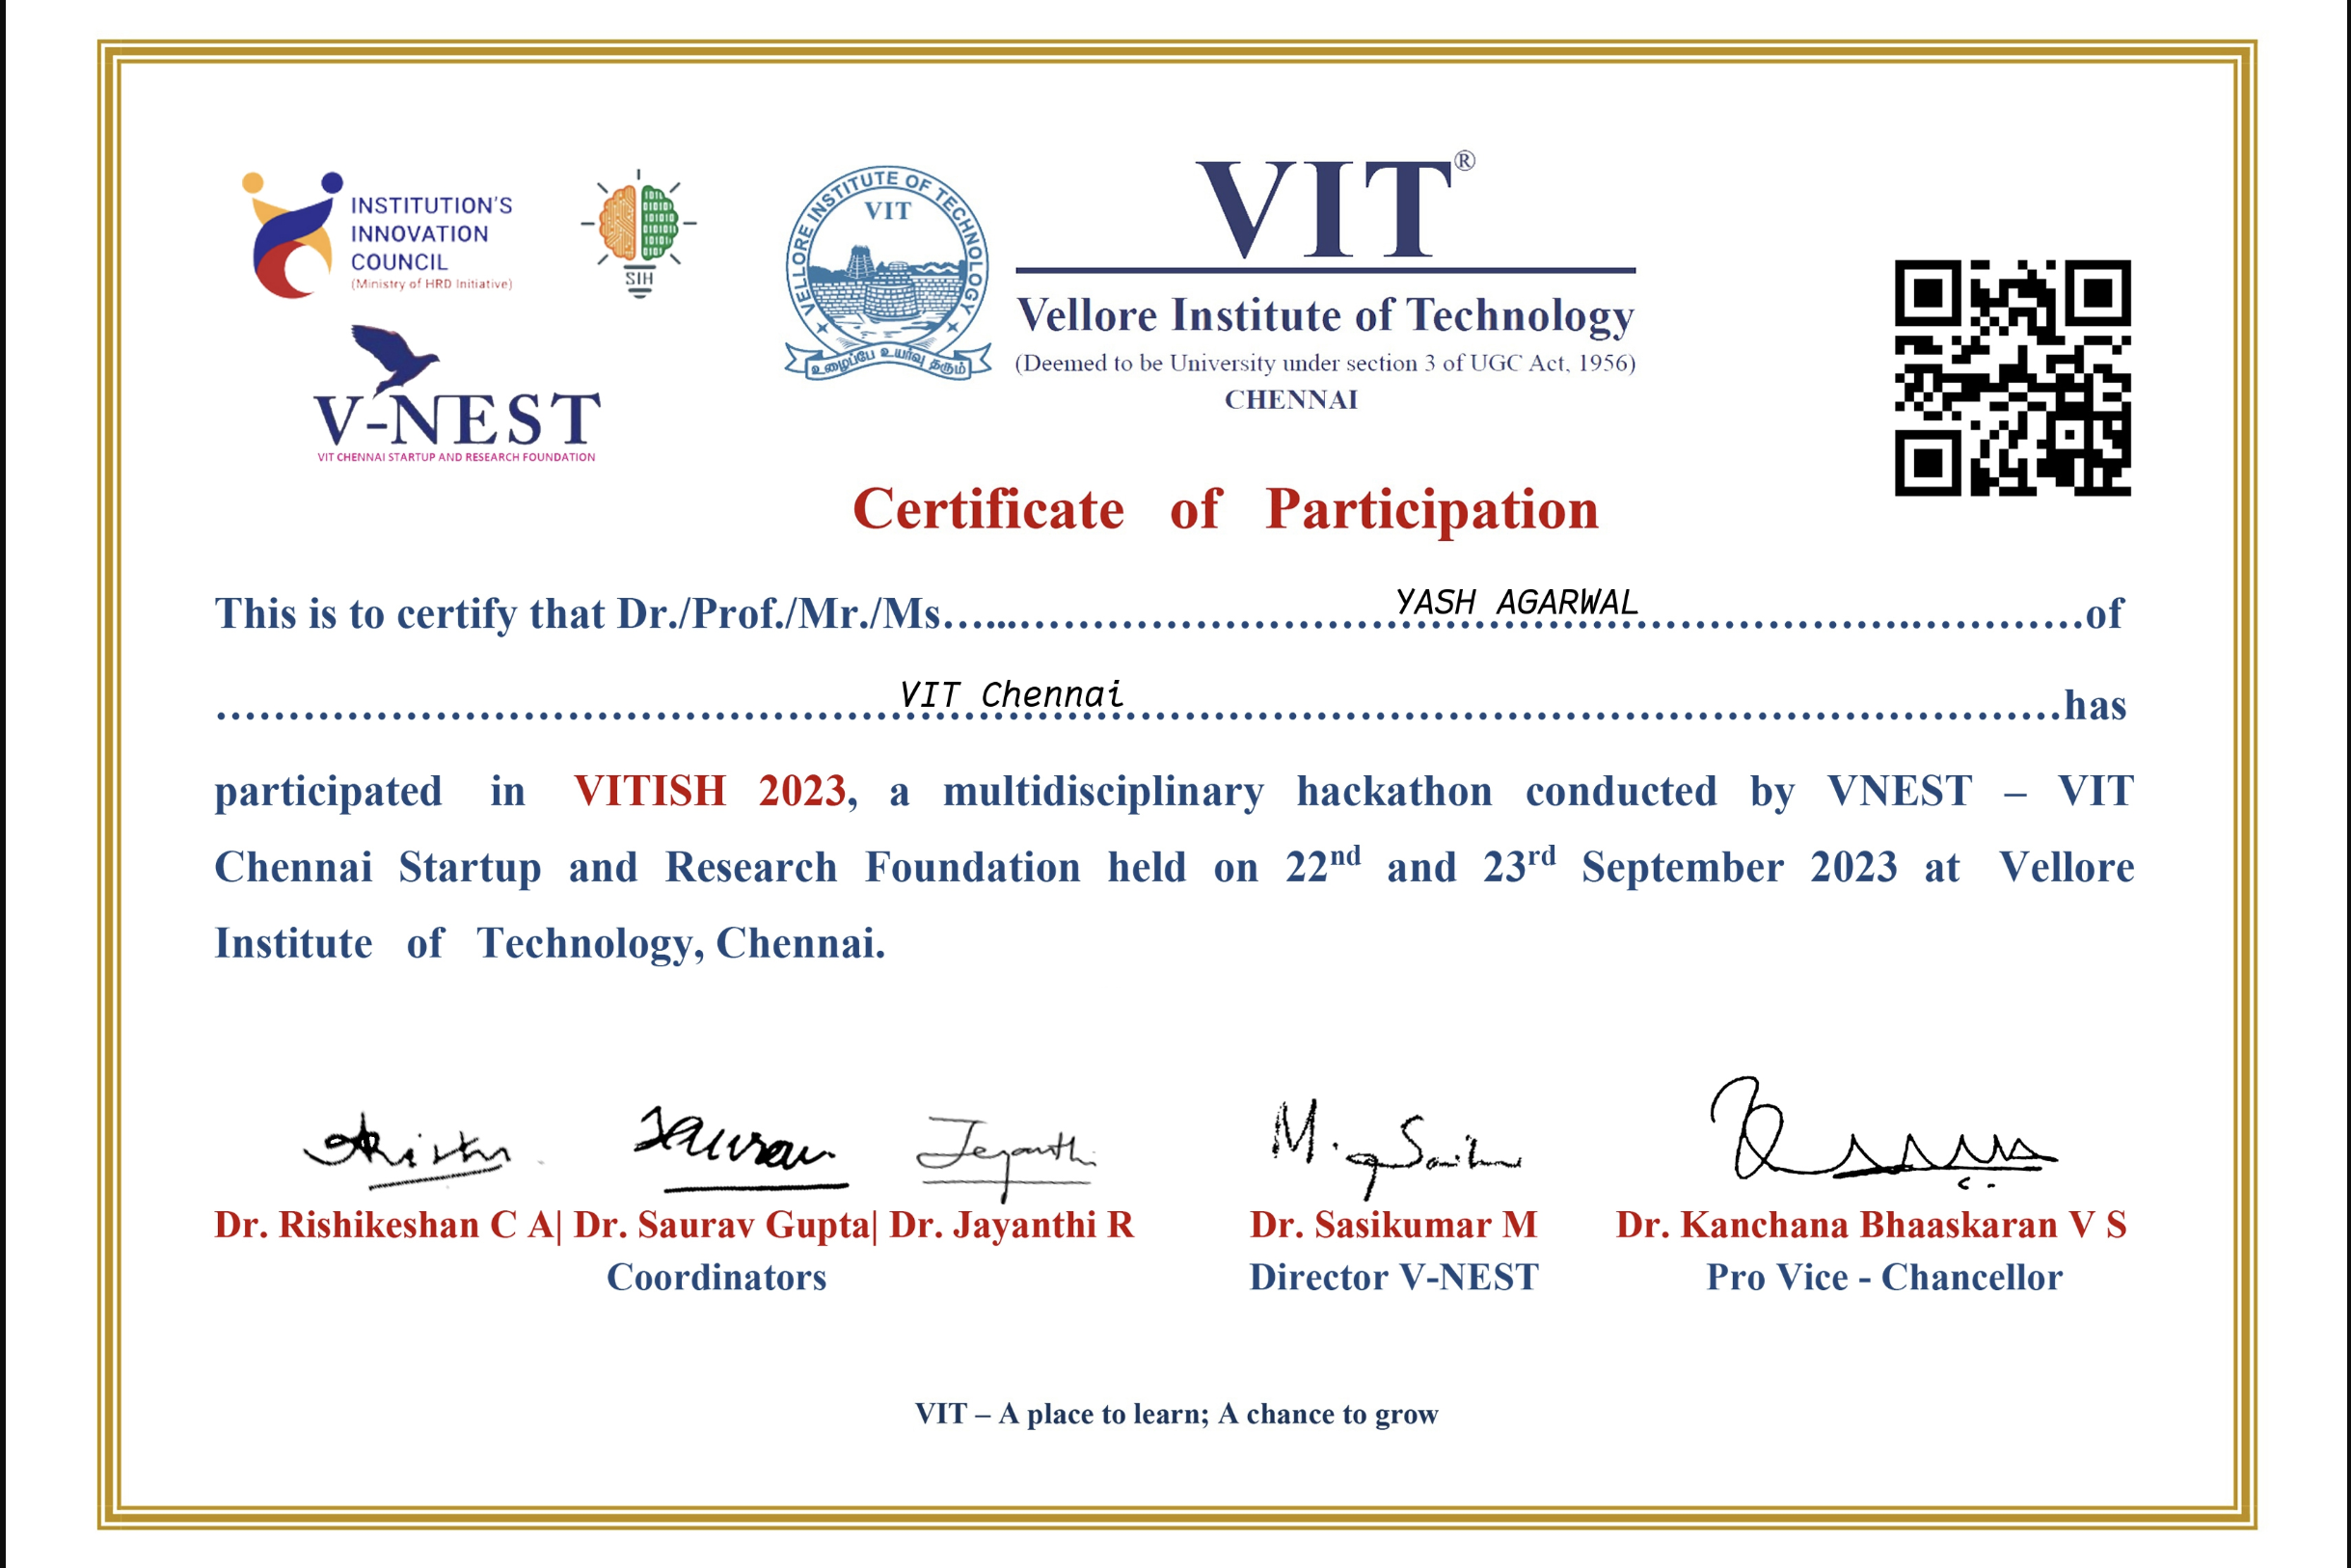 INSTITUTION'S
INNOVATION
COUNCIL
(Ministry of HRD Initiative)
SIH
V-NEST
VIT CHENNAI STARTUP AND RESEARCH FOUNDATION
VELLORE INSTITUTE OF TECHNOLOGY
VIT
உழைப்பே உயர்வு தரும்
VIT®
Vellore Institute of Technology
(Deemed to be University under section 3 of UGC Act, 1956)
CHENNAI
Certificate of Participation
This is to certify that Dr./Prof./Mr./Ms. YASH AGARWAL of
VIT Chennai has
participated in VITISH 2023, a multidisciplinary hackathon conducted by VNEST – VIT
Chennai Startup and Research Foundation held on 22nd and 23rd September 2023 at Vellore
Institute of Technology, Chennai.
Dr. Rishikeshan C A| Dr. Saurav Gupta| Dr. Jayanthi R
Coordinators
Dr. Sasikumar M
Director V-NEST
Dr. Kanchana Bhaaskaran V S
Pro Vice - Chancellor
VIT – A place to learn; A chance to grow